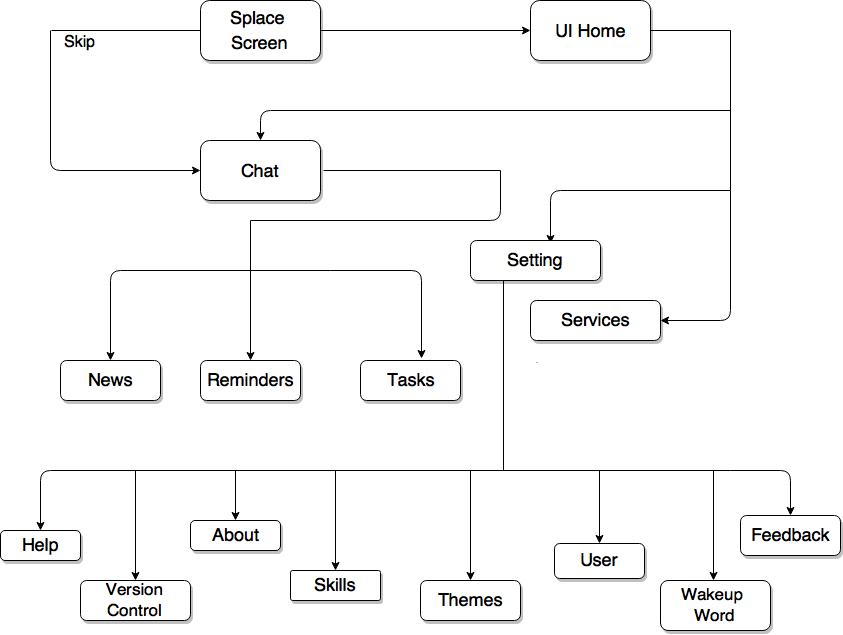 Splace
Screen
UI Home
Skip
Chat
Setting
Services
News
Reminders
Tasks
Help
About
Feedback
Version
Control
Skills
Themes
User
Wakeup
Word